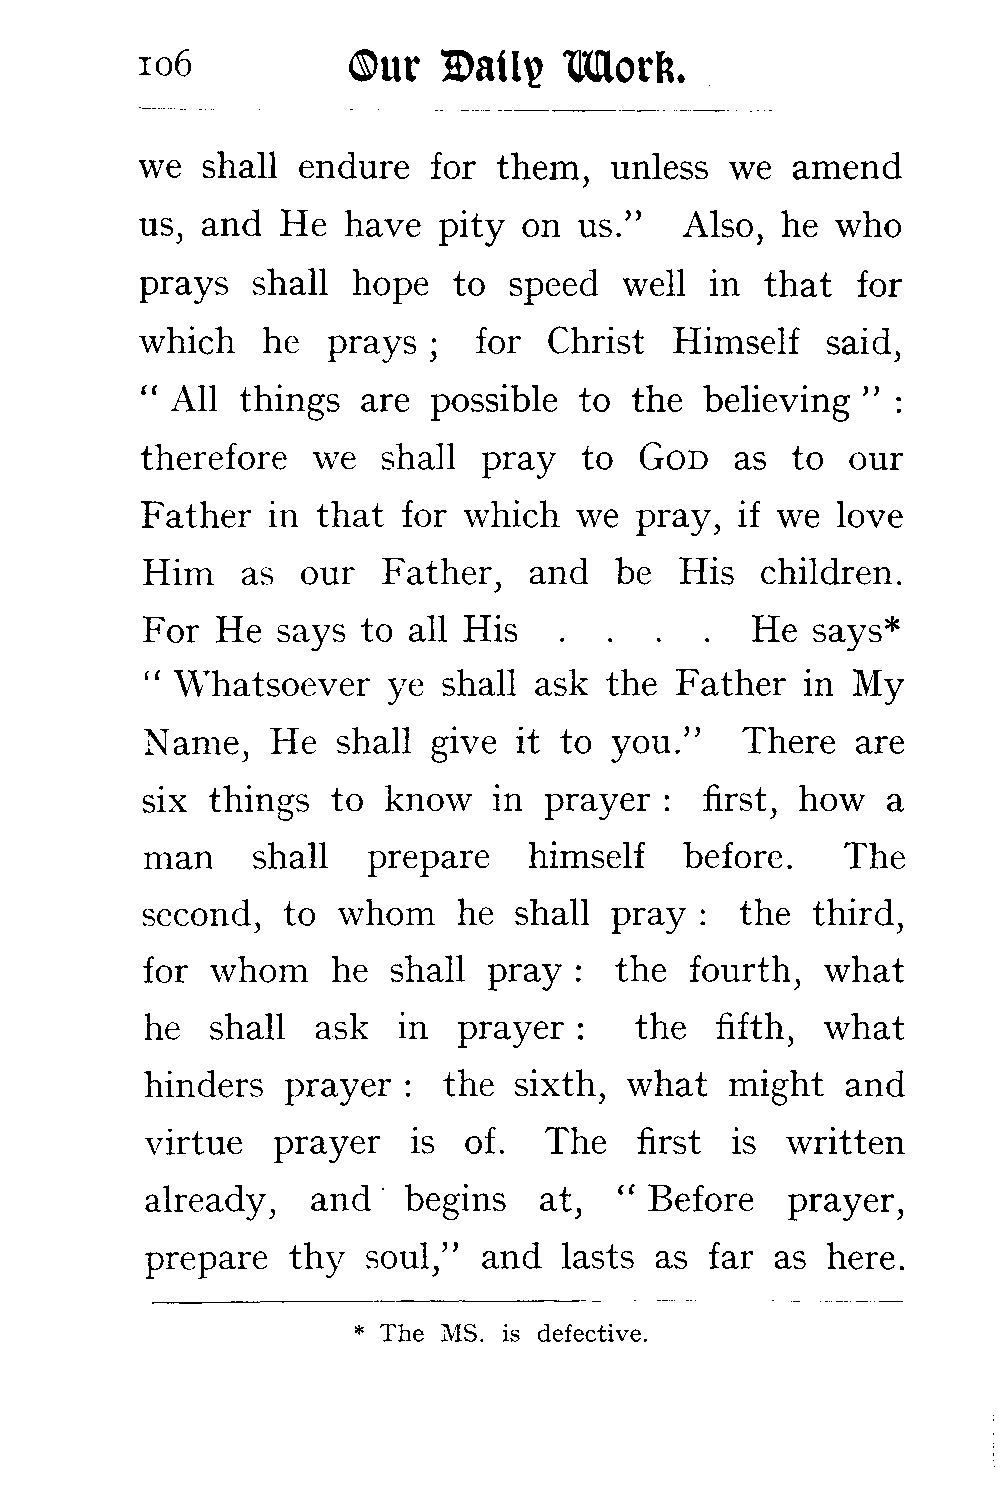 106 Our Daily Work.
we shall endure for them, unless we amend
us, and He have pity on us.” Also, he who
prays shall hope to speed well in that for
which he prays ; for Christ Himself said,
“ All things are possible to the believing ” :
therefore we shall pray to GOD as to our
Father in that for which we pray, if we love
Him as our Father, and be His children.
For He says to all His . . . . He says*
“ Whatsoever ye shall ask the Father in My
Name, He shall give it to you.” There are
six things to know in prayer : first, how a
man shall prepare himself before. The
second, to whom he shall pray : the third,
for whom he shall pray : the fourth, what
he shall ask in prayer : the fifth, what
hinders prayer : the sixth, what might and
virtue prayer is of. The first is written
already, and begins at, “ Before prayer,
prepare thy soul,” and lasts as far as here.
* The MS. is defective.